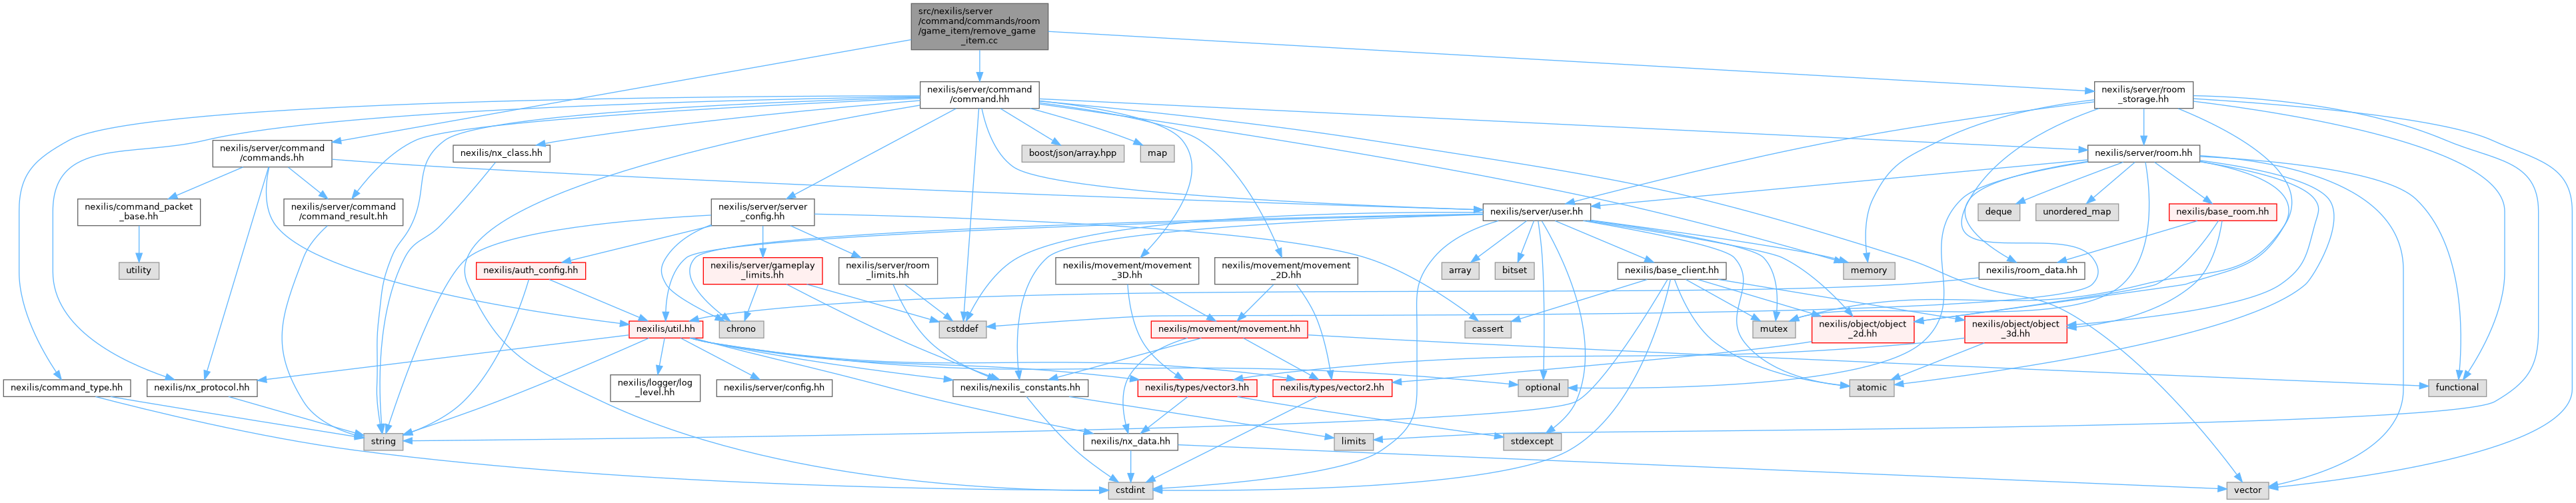 src/nexilis/server
/command/commands/room
/game_item/remove_game
_item.cc
nexilis/server/command
/command.hh
nexilis/server/room
_storage.hh
nexilis/server/command
/commands.hh
nexilis/nx_class.hh
boost/json/array.hpp
map
nexilis/server/room.hh
nexilis/command_packet
_base.hh
nexilis/server/command
/command_result.hh
nexilis/server/server
_config.hh
nexilis/server/user.hh
deque
unordered_map
nexilis/base_room.hh
utility
nexilis/auth_config.hh
nexilis/server/gameplay
_limits.hh
nexilis/server/room
_limits.hh
nexilis/movement/movement
_3D.hh
nexilis/movement/movement
_2D.hh
array
bitset
nexilis/base_client.hh
memory
nexilis/room_data.hh
nexilis/util.hh
chrono
cstddef
nexilis/movement/movement.hh
cassert
mutex
nexilis/object/object
_2d.hh
nexilis/object/object
_3d.hh
nexilis/command_type.hh
nexilis/nx_protocol.hh
nexilis/logger/log
_level.hh
nexilis/server/config.hh
nexilis/nexilis_constants.hh
nexilis/types/vector3.hh
nexilis/types/vector2.hh
optional
atomic
functional
string
nexilis/nx_data.hh
limits
stdexcept
cstdint
vector